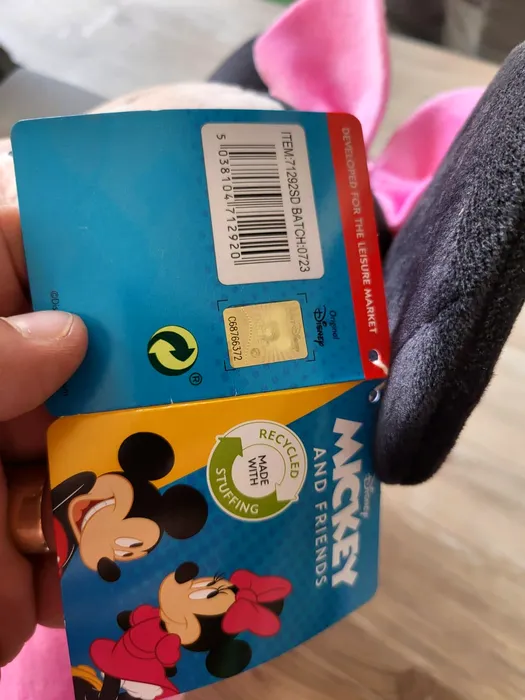 DEVELOPED FOR THE LEISURE MARKET
ITEM:71292SD BATCH:0723
5 038104 712920
Original
Disney
C68766372
®
Disney
MICKEY
AND FRIENDS
RECYCLED
MADE
WITH
STUFFING